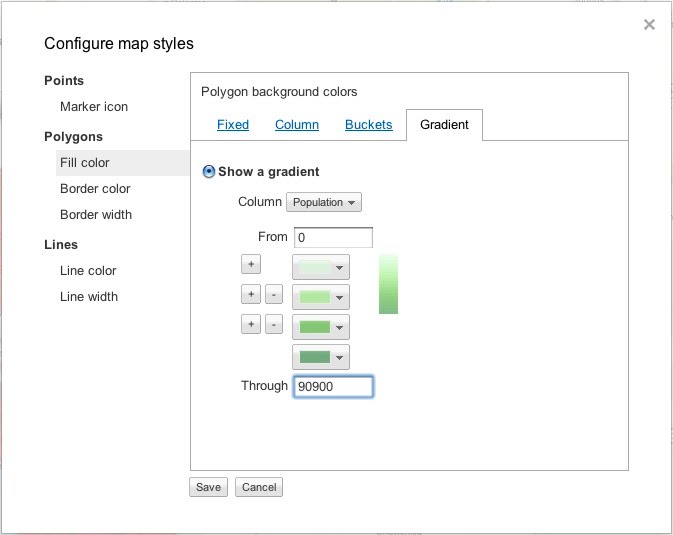 Configure map styles
×
Points
Marker icon
Polygons
Fill color
Border color
Border width
Lines
Line color
Line width
Polygon background colors
Fixed Column Buckets Gradient
Show a gradient
Column Population
From 0
+
+ -
+ -
Through 90900
Save Cancel